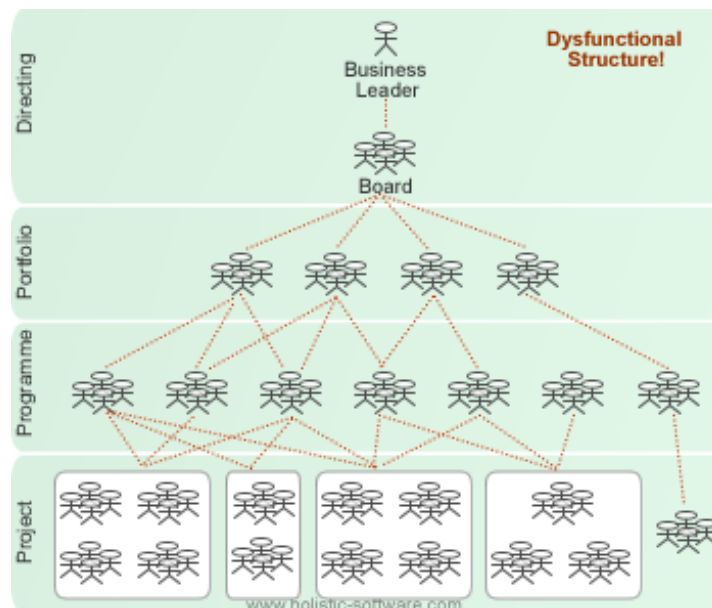 Directing
Business
Leader
Dysfunctional
Structure!
Board
Portfolio
Programme
Project
www.holistic-software.com